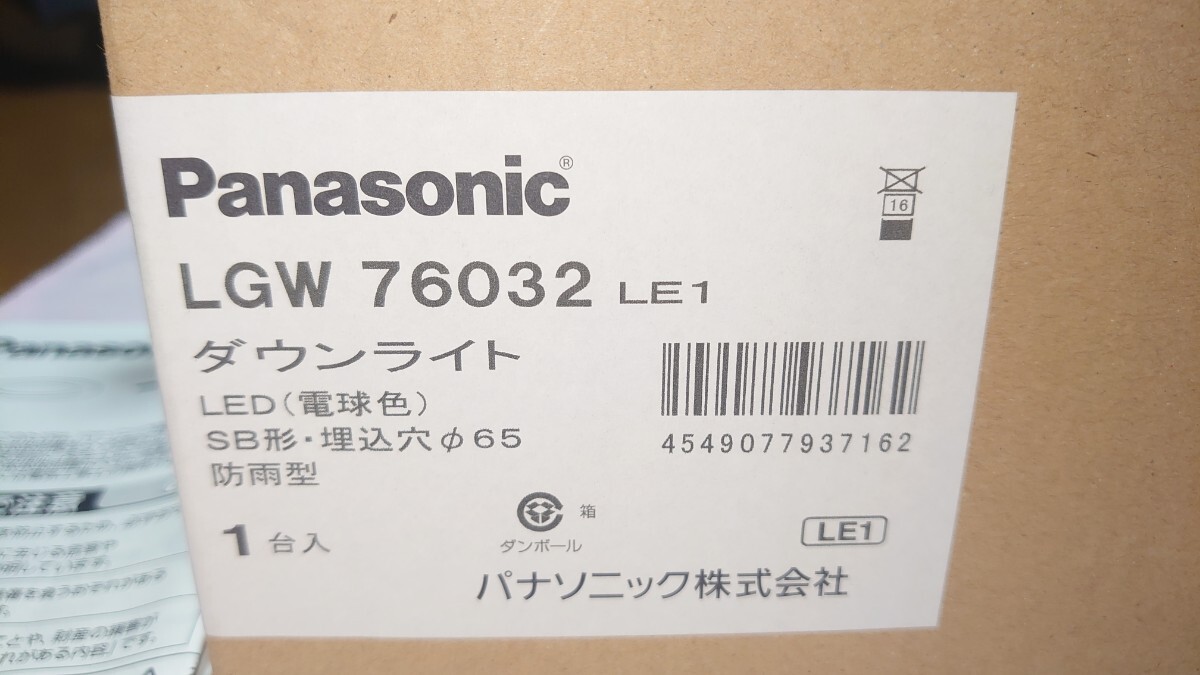 Panasonic®
LGW 76032 LE1
ダウンライト
LED(電球色)
SB形・埋込穴φ65
防雨型
1台入
16
4549077937162
箱
ダンボール
LE1
パナソニック株式会社
Panasonic